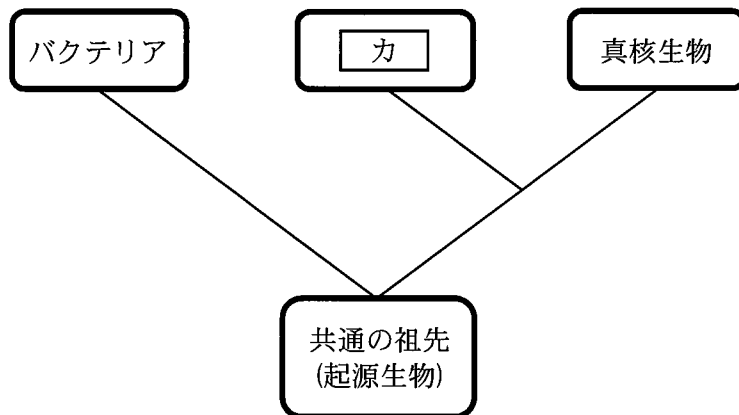 バクテリア
カ
真核生物
共通の祖先
(起源生物)